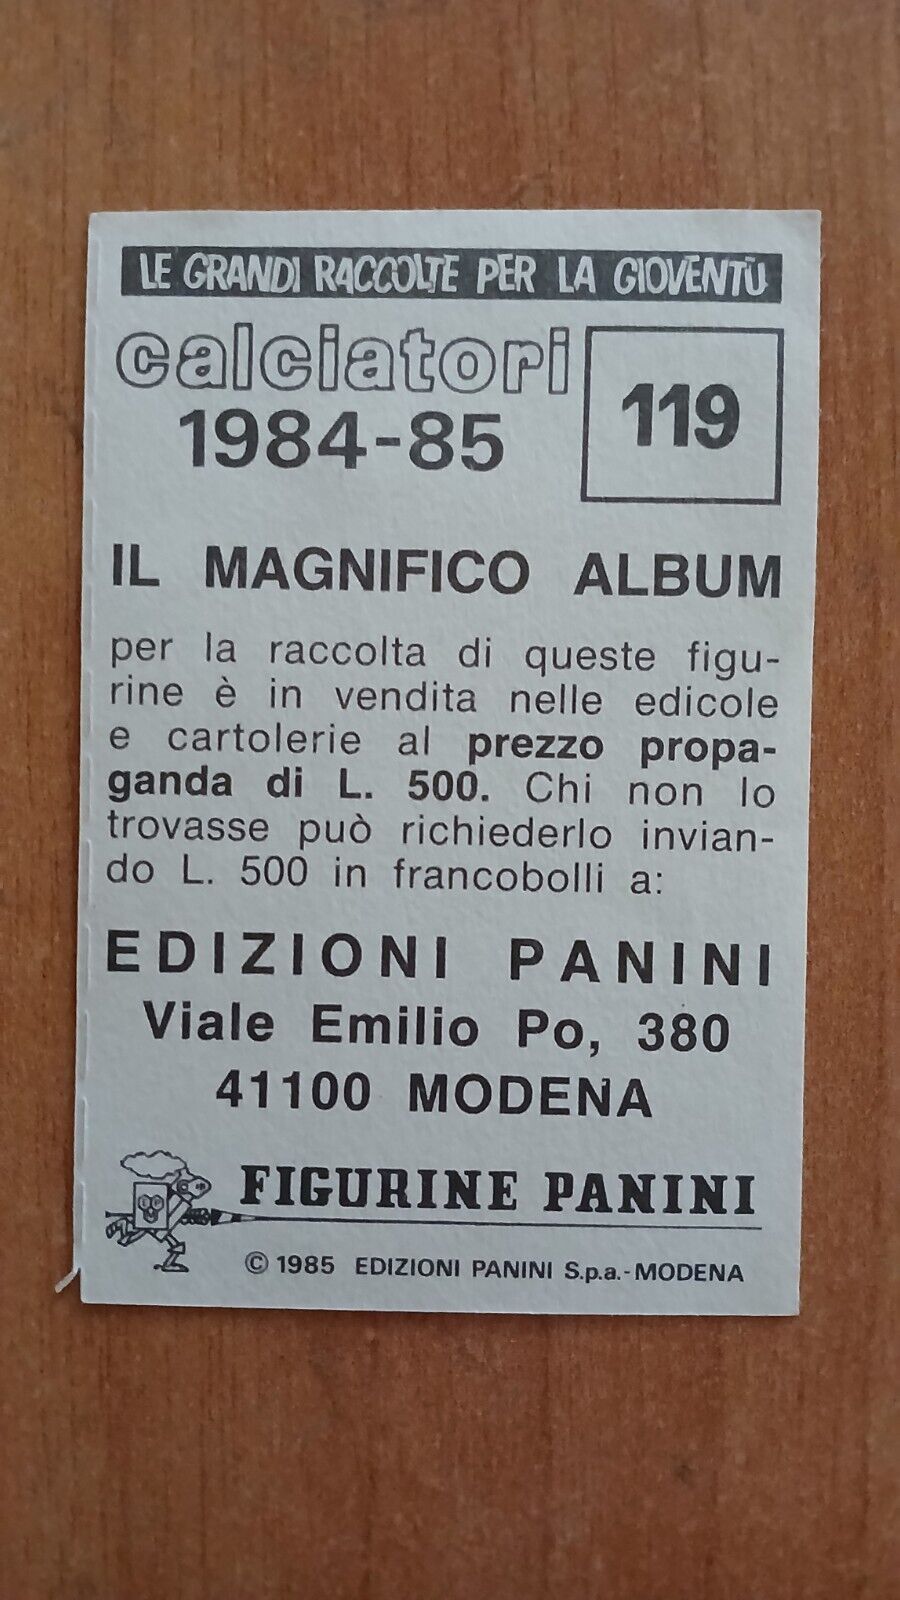 LE GRANDI RACCOLTE PER LA GIOVENTÙ
calciatori
1984-85
119
IL MAGNIFICO ALBUM
per la raccolta di queste figu-
rine è in vendita nelle edicole
e cartolerie al prezzo propa-
ganda di L. 500. Chi non lo
trovasse può richiederlo invian-
do L. 500 in francobolli a:
EDIZIONI PANINI
Viale Emilio Po, 380
41100 MODENA
FIGURINE PANINI
© 1985 EDIZIONI PANINI S.p.a.-MODENA